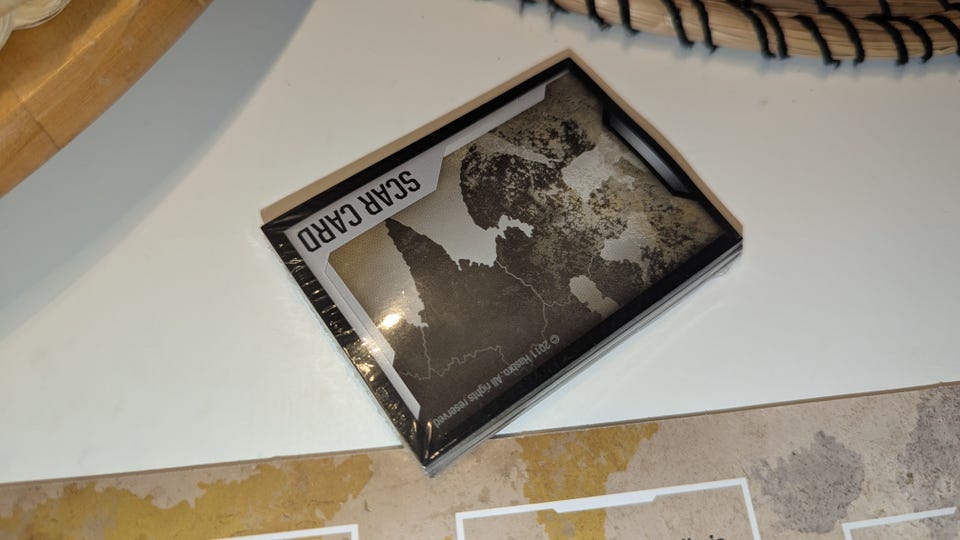 SCAR CARD
© 2011 Hasbro. All rights reserved